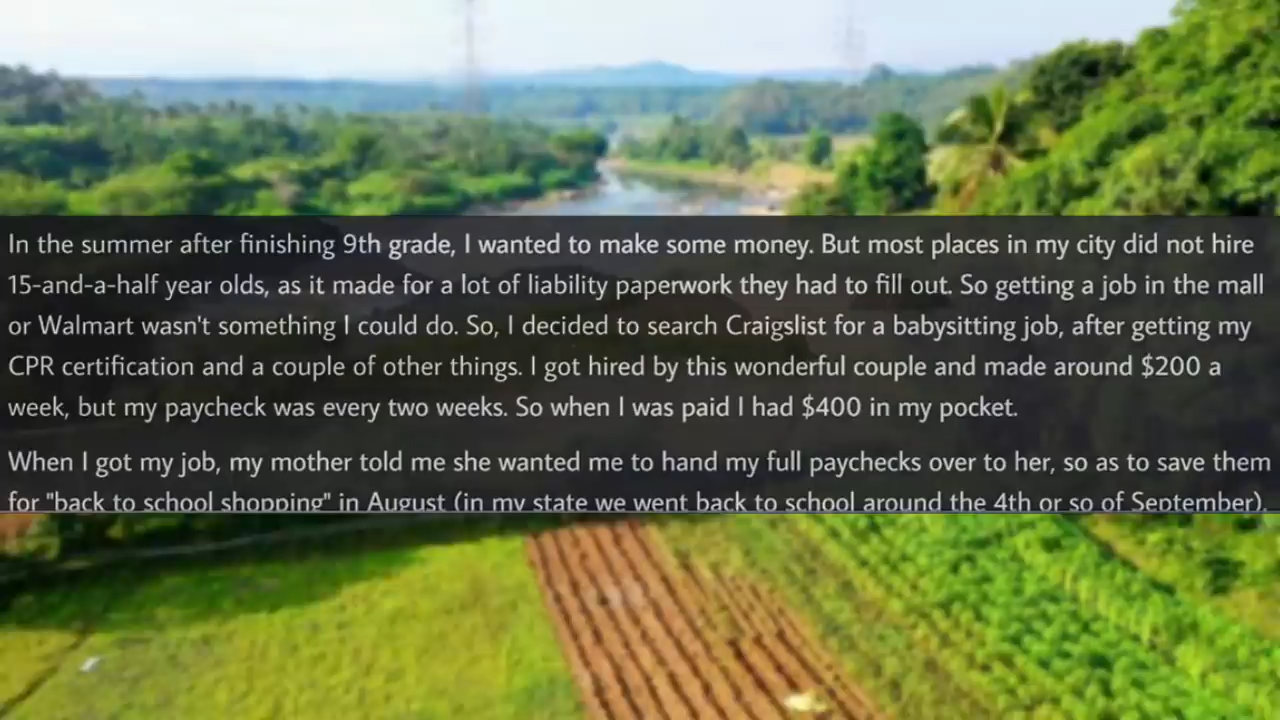 In the summer after finishing 9th grade, I wanted to make some money. But most places in my city did not hire
15-and-a-half year olds, as it made for a lot of liability paperwork they had to fill out. So getting a job in the mall
or Walmart wasn't something I could do. So, I decided to search Craigslist for a babysitting job, after getting my
CPR certification and a couple of other things. I got hired by this wonderful couple and made around $200 a
week, but my paycheck was every two weeks. So when I was paid I had $400 in my pocket.
When I got my job, my mother told me she wanted me to hand my full paychecks over to her, so as to save them
for "back to school shopping" in August (in my state we went back to school around the 4th or so of September).